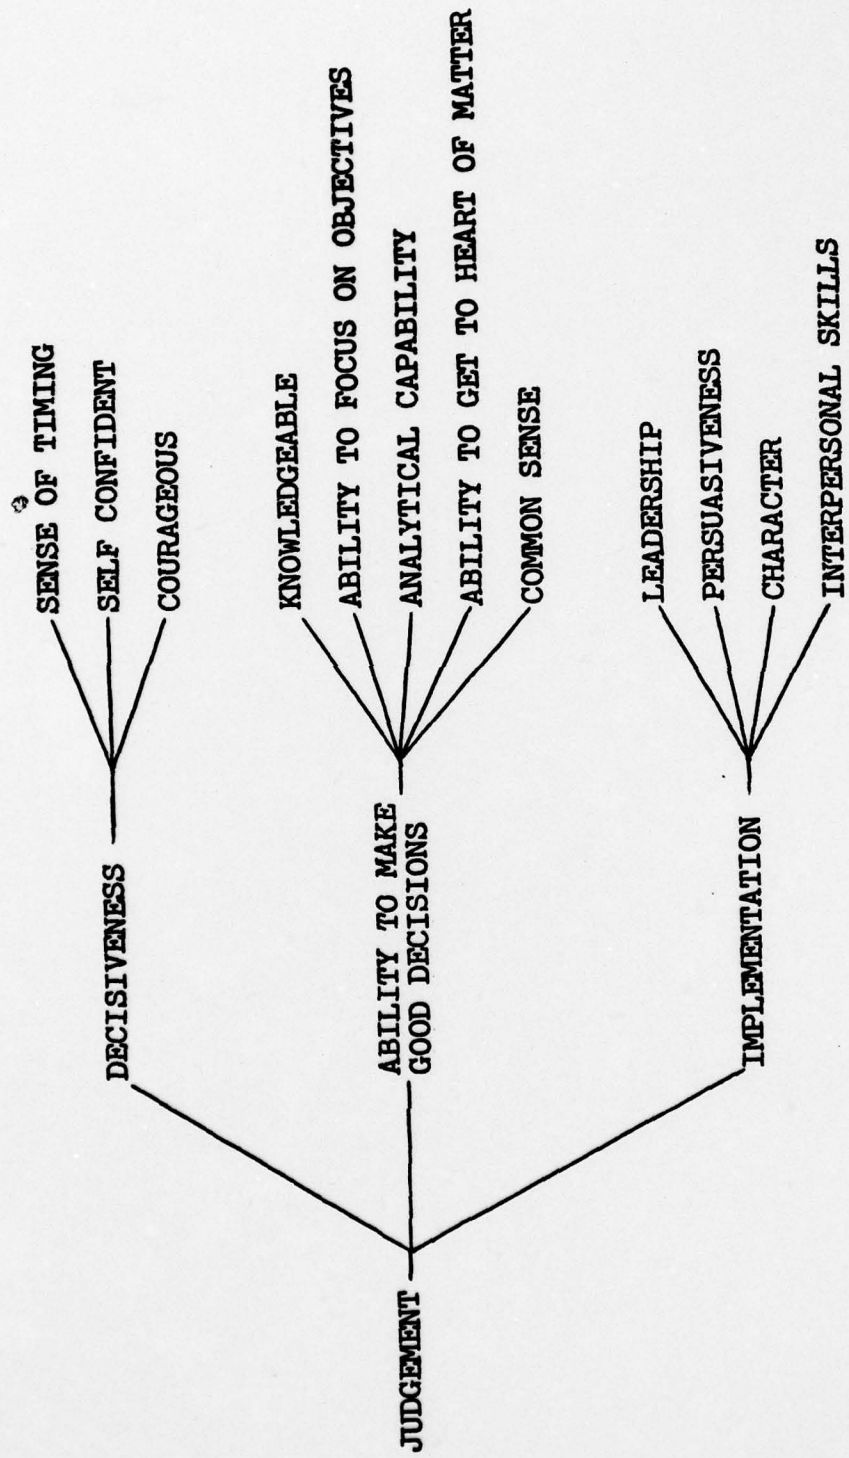 JUDGEMENT
DECISIVENESS
SENSE OF TIMING
SELF CONFIDENT
COURAGEOUS
ABILITY TO MAKE
GOOD DECISIONS
KNOWLEDGEABLE
ABILITY TO FOCUS ON OBJECTIVES
ANALYTICAL CAPABILITY
ABILITY TO GET TO HEART OF MATTER
COMMON SENSE
IMPLEMENTATION
LEADERSHIP
PERSUASIVENESS
CHARACTER
INTERPERSONAL SKILLS